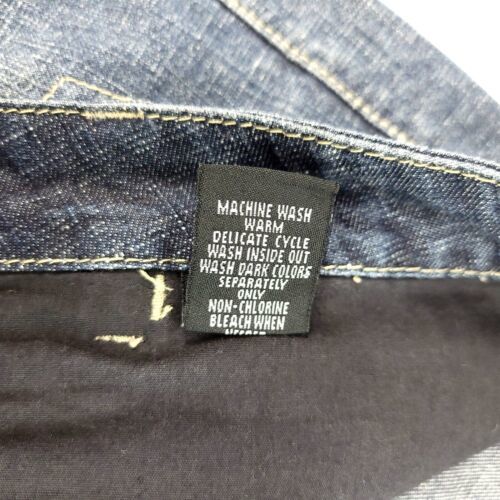 MACHINE WASH
WARM
DELICATE CYCLE
WASH INSIDE OUT
WASH DARK COLORS
SEPARATELY
ONLY
NON-CHLORINE
BLEACH WHEN